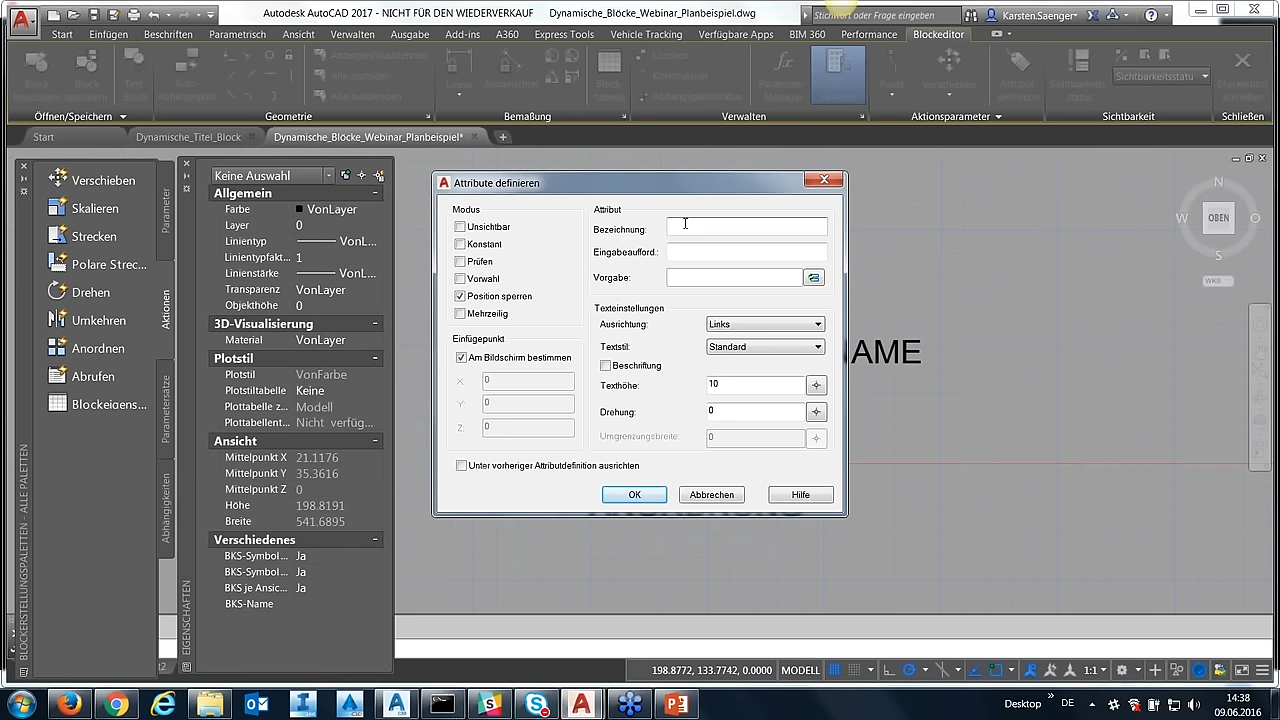 Autodesk AutoCAD 2017 - NICHT FÜR DEN WIEDERVERKAUF Dynamische_Blöcke_Webinar_Planbeispiel.dwg
Stichwort oder Frage eingeben
Karsten.Saenger
Start Einfügen Beschriften Parametrisch Ansicht Verwalten Ausgabe Add-ins A360 Express Tools Vehicle Tracking Verfügbare Apps BIM 360 Performance Blockeditor
Sichtbarkeitsstatu
Öffnen/Speichern Geometrie Bemaßung Verwalten Aktionsparameter Sichtbarkeit Schließen
Start Dynamische_Titel_Block Dynamische_Blöcke_Webinar_Planbeispiel*
Verschieben
Skalieren
Strecken
Polare Strec...
Drehen
Umkehren
Anordnen
Abrufen
Blockeigens...
Parameter
Aktionen
Parametersätze
Abhängigkeiten
BLOCKERSTELLUNGSPALETTEN - ALLE PALETTEN
Keine Auswahl
Allgemein
Farbe VonLayer
Layer 0
Linientyp VonL...
Linientypfakt... 1
Linienstärke VonL...
Transparenz VonLayer
Objekthöhe 0
3D-Visualisierung
Material VonLayer
Plotstil
Plotstil VonFarbe
Plotstiltabelle Keine
Plottabelle z... Modell
Plottabellent... Nicht verfüg...
Ansicht
Mittelpunkt X 21.1176
Mittelpunkt Y 35.3616
Mittelpunkt Z 0
Höhe 198.8191
Breite 541.6895
Verschiedenes
BKS-Symbol ... Ja
BKS-Symbol ... Ja
BKS je Ansic... Ja
BKS-Name
EIGENSCHAFTEN
Attribute definieren
Modus
Unsichtbar
Konstant
Prüfen
Vorwahl
Position sperren
Mehrzeilig
Einfügepunkt
Am Bildschirm bestimmen
X: 0
Y: 0
Z: 0
Unter vorheriger Attributdefinition ausrichten
Attribut
Bezeichnung:
Eingabeaufford.:
Vorgabe:
Texteinstellungen
Ausrichtung: Links
Textstil: Standard
Beschriftung
Texthöhe: 10
Drehung: 0
Umgrenzungsbreite: 0
OK Abbrechen Hilfe
AME
N
W OBEN O
S
WKS
198.8772, 133.7742, 0.0000 MODELL 1:1
Desktop DE 14:38
09.06.2016